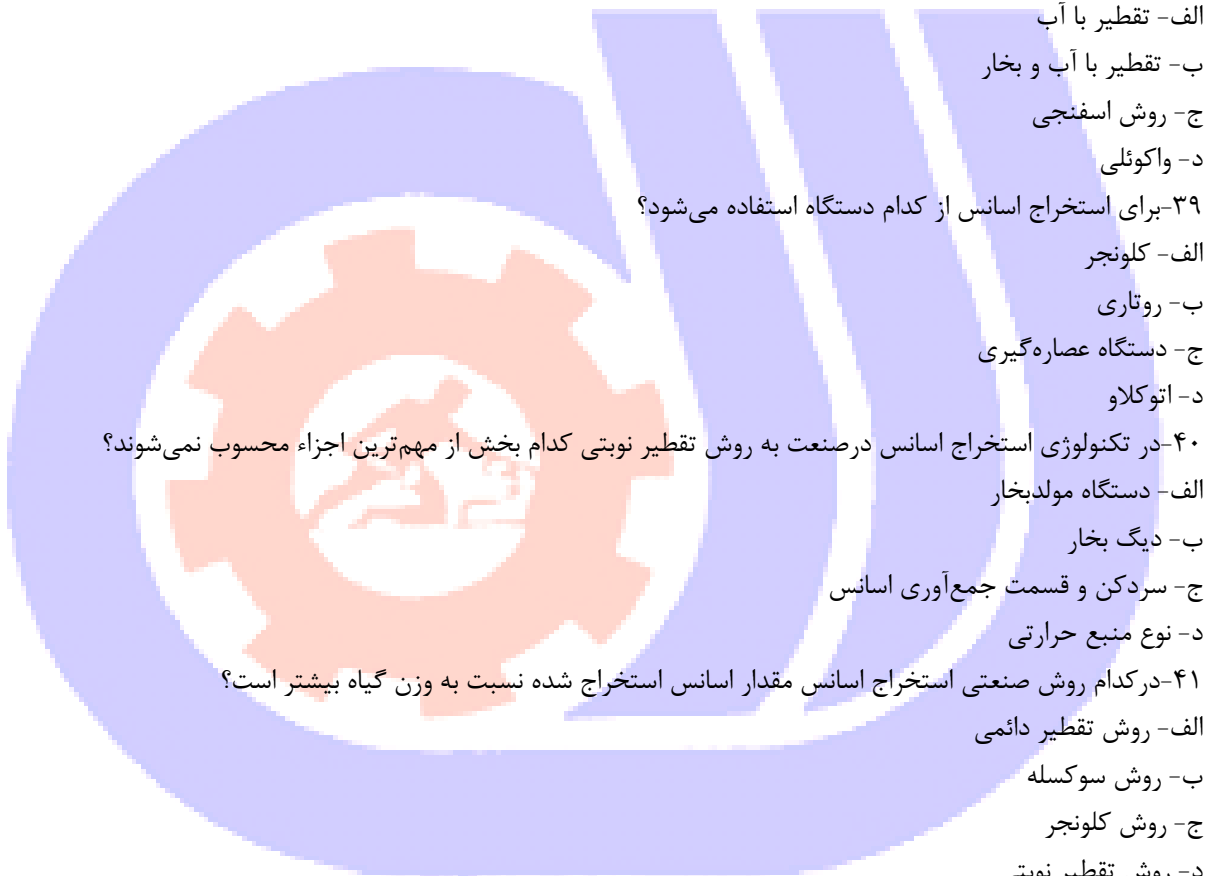 الف- تقطیر با آب
ب- تقطیر با آب و بخار
ج- روش اسفنجی
د- واکوئلی
۳۹-برای استخراج اسانس از کدام دستگاه استفاده می‌شود؟
الف- کلونجر
ب- روتاری
ج- دستگاه عصاره‌گیری
د- اتوکلاو
۴۰-در تکنولوژی استخراج اسانس درصنعت به روش تقطیر نوبتی کدام بخش از مهم‌ترین اجزاء محسوب نمی‌شوند؟
الف- دستگاه مولدبخار
ب- دیگ بخار
ج- سردکن و قسمت جمع‌آوری اسانس
د- نوع منبع حرارتی
۴۱-درکدام روش صنعتی استخراج اسانس مقدار اسانس استخراج شده نسبت به وزن گیاه بیشتر است؟
الف- روش تقطیر دائمی
ب- روش سوکسله
ج- روش کلونجر
د- روش تقطیر نوبتی